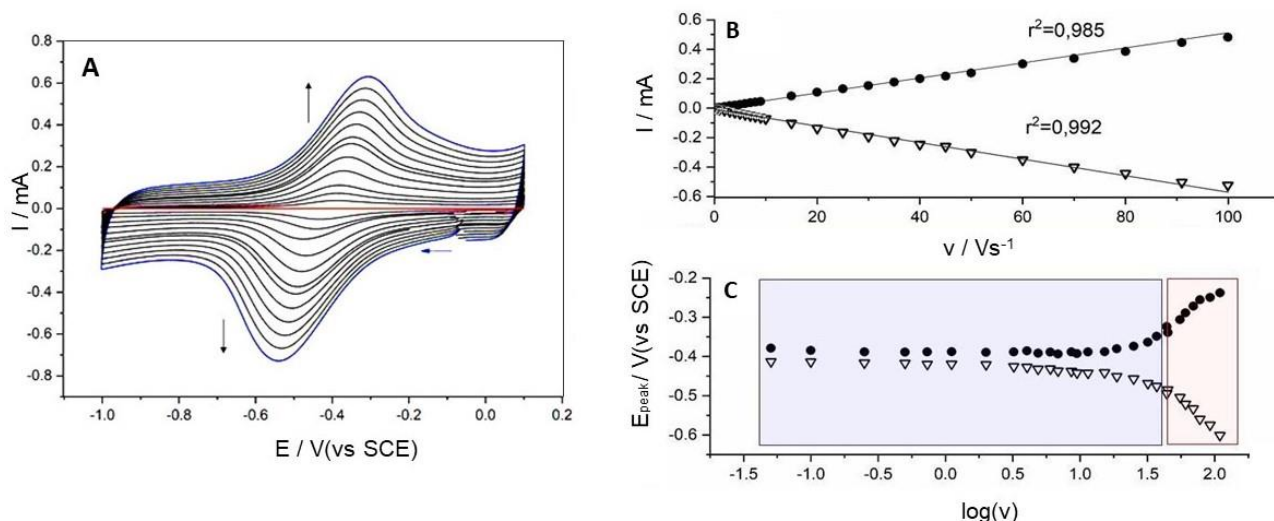 A
I / mA
0.8
0.6
0.4
0.2
0.0
-0.2
-0.4
-0.6
-0.8
-1.0 -0.8 -0.6 -0.4 -0.2 0.0 0.2
E / V(vs SCE)
B
I / mA
0.6
0.4
0.2
0.0
-0.2
-0.4
-0.6
r²=0,985
r²=0,992
0 20 40 60 80 100
v / Vs⁻¹
C
Epeak/ V(vs SCE)
-0.2
-0.3
-0.4
-0.5
-0.6
-1.5 -1.0 -0.5 0.0 0.5 1.0 1.5 2.0
log(v)